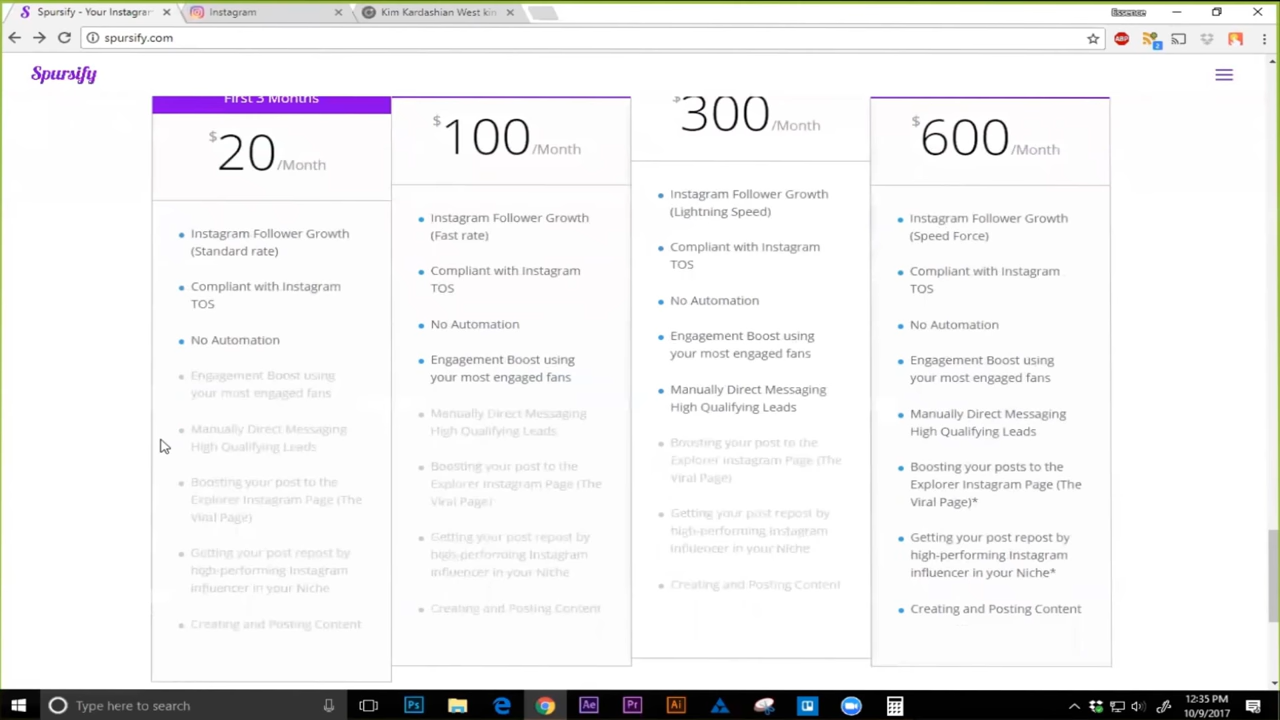 Spursify - Your Instagram
Instagram
Kim Kardashian West kin
Essence
spursify.com
ABP
2
Spursify
First 3 Months
$20/Month
Instagram Follower Growth
(Standard rate)
Compliant with Instagram
TOS
No Automation
Engagement Boost using
your most engaged fans
Manually Direct Messaging
High Qualifying Leads
Boosting your post to the
Explorer Instagram Page (The
Viral Page)
Getting your post repost by
high-performing Instagram
influencer in your Niche
Creating and Posting Content
$100/Month
Instagram Follower Growth
(Fast rate)
Compliant with Instagram
TOS
No Automation
Engagement Boost using
your most engaged fans
Manually Direct Messaging
High Qualifying Leads
Boosting your post to the
Explorer Instagram Page (The
Viral Page)
Getting your post repost by
high-performing Instagram
influencer in your Niche
Creating and Posting Content
$300/Month
Instagram Follower Growth
(Lightning Speed)
Compliant with Instagram
TOS
No Automation
Engagement Boost using
your most engaged fans
Manually Direct Messaging
High Qualifying Leads
Boosting your post to the
Explorer Instagram Page (The
Viral Page)
Getting your post repost by
high-performing Instagram
influencer in your Niche
Creating and Posting Content
$600/Month
Instagram Follower Growth
(Speed Force)
Compliant with Instagram
TOS
No Automation
Engagement Boost using
your most engaged fans
Manually Direct Messaging
High Qualifying Leads
Boosting your posts to the
Explorer Instagram Page (The
Viral Page)*
Getting your post repost by
high-performing Instagram
influencer in your Niche*
Creating and Posting Content
Type here to search
Ps
Ae
Pr
Ai
12:35 PM
10/9/2017